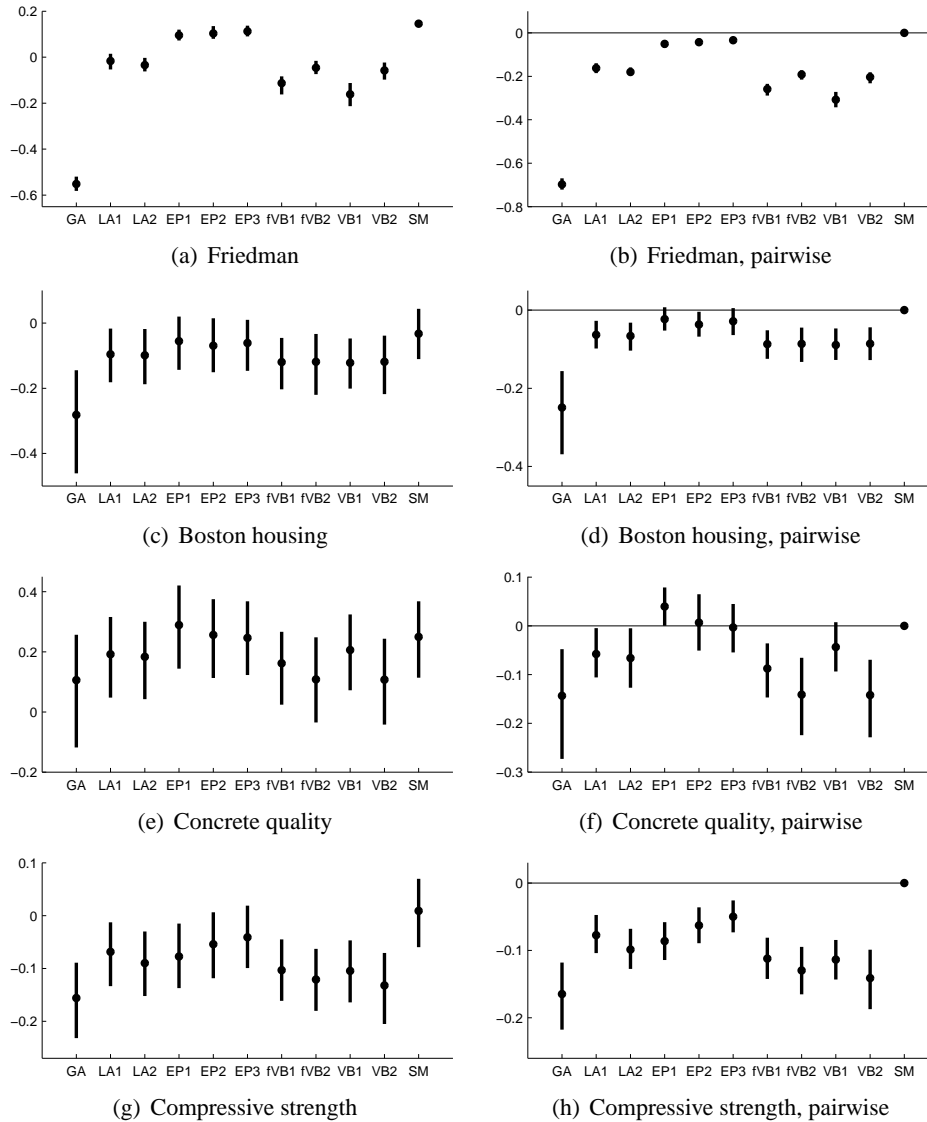 0.2
0
−0.2
−0.4
−0.6
GA LA1 LA2 EP1 EP2 EP3 fVB1 fVB2 VB1 VB2 SM
(a) Friedman
0
−0.2
−0.4
−0.6
−0.8
GA LA1 LA2 EP1 EP2 EP3 fVB1 fVB2 VB1 VB2 SM
(b) Friedman, pairwise
0
−0.2
−0.4
GA LA1 LA2 EP1 EP2 EP3 fVB1 fVB2 VB1 VB2 SM
(c) Boston housing
0
−0.2
−0.4
GA LA1 LA2 EP1 EP2 EP3 fVB1 fVB2 VB1 VB2 SM
(d) Boston housing, pairwise
0.4
0.2
0
−0.2
GA LA1 LA2 EP1 EP2 EP3 fVB1 fVB2 VB1 VB2 SM
(e) Concrete quality
0.1
0
−0.1
−0.2
−0.3
GA LA1 LA2 EP1 EP2 EP3 fVB1 fVB2 VB1 VB2 SM
(f) Concrete quality, pairwise
0.1
0
−0.1
−0.2
GA LA1 LA2 EP1 EP2 EP3 fVB1 fVB2 VB1 VB2 SM
(g) Compressive strength
0
−0.1
−0.2
GA LA1 LA2 EP1 EP2 EP3 fVB1 fVB2 VB1 VB2 SM
(h) Compressive strength, pairwise